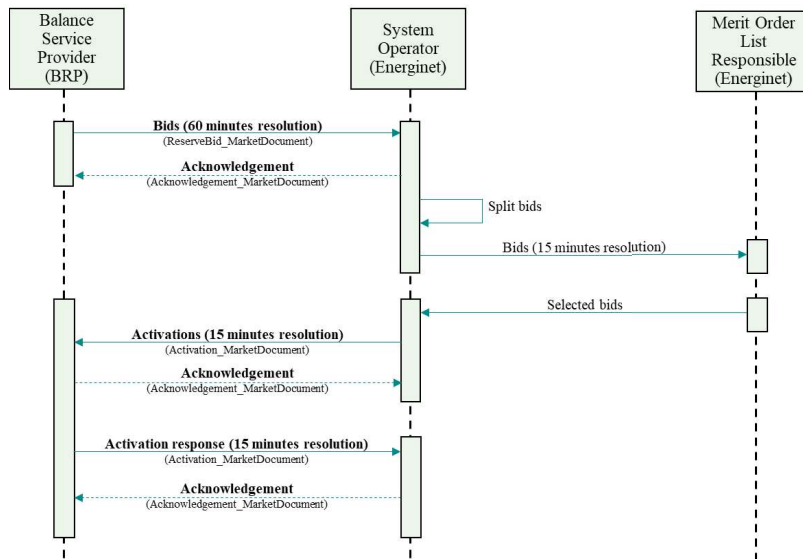 Balance
Service
Provider
(BRP)
System
Operator
(Energinet)
Merit Order
List
Responsible
(Energinet)
Bids (60 minutes resolution)
(ReserveBid_MarketDocument)
Acknowledgement
(Acknowledgement_MarketDocument)
Split bids
Bids (15 minutes resolution)
Selected bids
Activations (15 minutes resolution)
(Activation_MarketDocument)
Acknowledgement
(Acknowledgement_MarketDocument)
Activation response (15 minutes resolution)
(Activation_MarketDocument)
Acknowledgement
(Acknowledgement_MarketDocument)